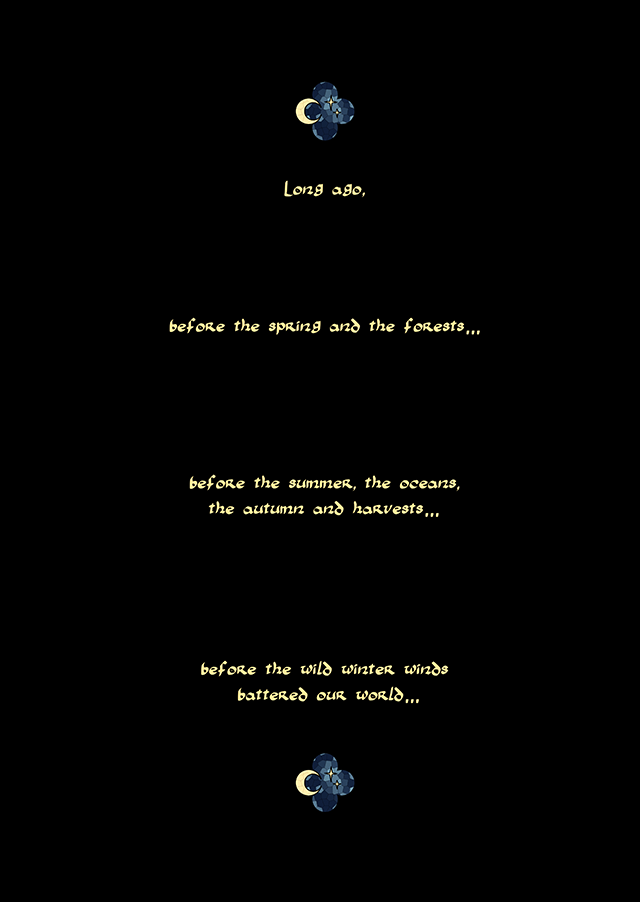 Long ago,
before the spring and the forests...
before the summer, the oceans,
the autumn and harvests...
before the wild winter winds
battered our world...